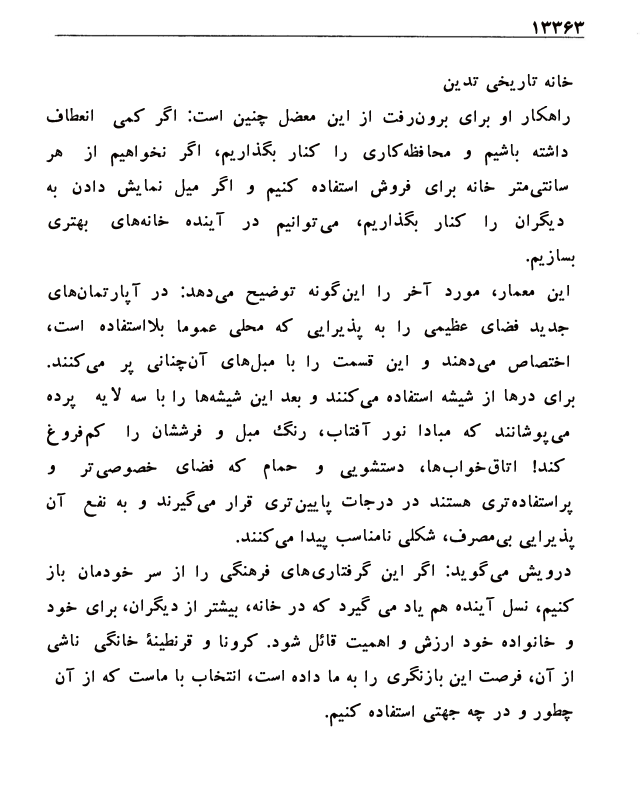 ۱۳۳۶۳
خانه تاریخی تدین
راهکار او برای برون‌رفت از این معضل چنین است: اگر کمی انعطاف
داشته باشیم و محافظه‌کاری را کنار بگذاریم، اگر نخواهیم از هر
سانتی‌متر خانه برای فروش استفاده کنیم و اگر میل نمایش دادن به
دیگران را کنار بگذاریم، می‌توانیم در آینده خانه‌های بهتری
بسازیم.
این معمار، مورد آخر را این‌گونه توضیح می‌دهد: در آپارتمان‌های
جدید فضای عظیمی را به پذیرایی که محلی عموما بلااستفاده است،
اختصاص می‌دهند و این قسمت را با مبل‌های آن‌چنانی پر می‌کنند.
برای درها از شیشه استفاده می‌کنند و بعد این شیشه‌ها را با سه لایه پرده
می‌پوشانند که مبادا نور آفتاب، رنگ مبل و فرششان را کم‌فروغ
کند! اتاق‌خواب‌ها، دستشویی و حمام که فضای خصوصی‌تر و
پراستفاده‌تری هستند در درجات پایین‌تری قرار می‌گیرند و به نفع آن
پذیرایی بی‌مصرف، شکلی نامناسب پیدا می‌کنند.
درویش می‌گوید: اگر این گرفتاری‌های فرهنگی را از سر خودمان باز
کنیم، نسل آینده هم یاد می گیرد که در خانه، بیشتر از دیگران، برای خود
و خانواده خود ارزش و اهمیت قائل شود. کرونا و قرنطینهٔ خانگی ناشی
از آن، فرصت این بازنگری را به ما داده است، انتخاب با ماست که از آن
چطور و در چه جهتی استفاده کنیم.